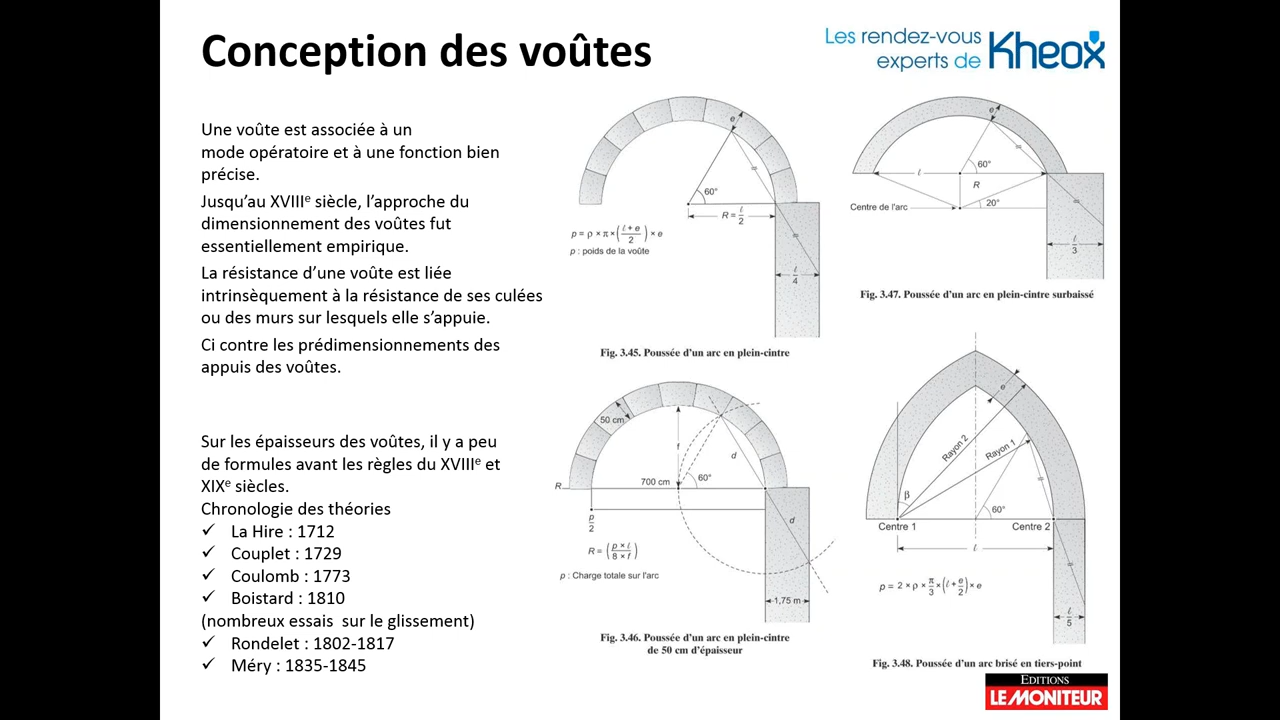 Conception des voûtes
Les rendez-vous
experts de Kheox
Une voûte est associée à un
mode opératoire et à une fonction bien
précise.
Jusqu'au XVIIIe siècle, l'approche du
dimensionnement des voûtes fut
essentiellement empirique.
La résistance d'une voûte est liée
intrinsèquement à la résistance de ses culées
ou des murs sur lesquels elle s'appuie.
Ci contre les prédimensionnements des
appuis des voûtes.
Sur les épaisseurs des voûtes, il y a peu
de formules avant les règles du XVIIIe et
XIXe siècles.
Chronologie des théories
✓ La Hire : 1712
✓ Couplet : 1729
✓ Coulomb : 1773
✓ Boistard : 1810
(nombreux essais sur le glissement)
✓ Rondelet : 1802-1817
✓ Méry : 1835-1845
e
60°
R = l/2
p = ρ × π × (l + e / 2) × e
p : poids de la voûte
=
=
l/4
Fig. 3.45. Poussée d'un arc en plein-cintre
e
=
60°
l
R
Centre de l'arc
20°
=
l/3
Fig. 3.47. Poussée d'un arc en plein-cintre surbaissé
50 cm
f
d
R
700 cm
60°
p/2
d
R = (p × l / 8 × f)
p : Charge totale sur l'arc
1,75 m
Fig. 3.46. Poussée d'un arc en plein-cintre
de 50 cm d'épaisseur
e
Rayon 2
Rayon 1
=
β
60°
Centre 1
Centre 2
l
=
p = 2 × ρ × π/3 × (l + e/2) × e
l/5
Fig. 3.48. Poussée d'un arc brisé en tiers-point
EDITIONS
LE MONITEUR